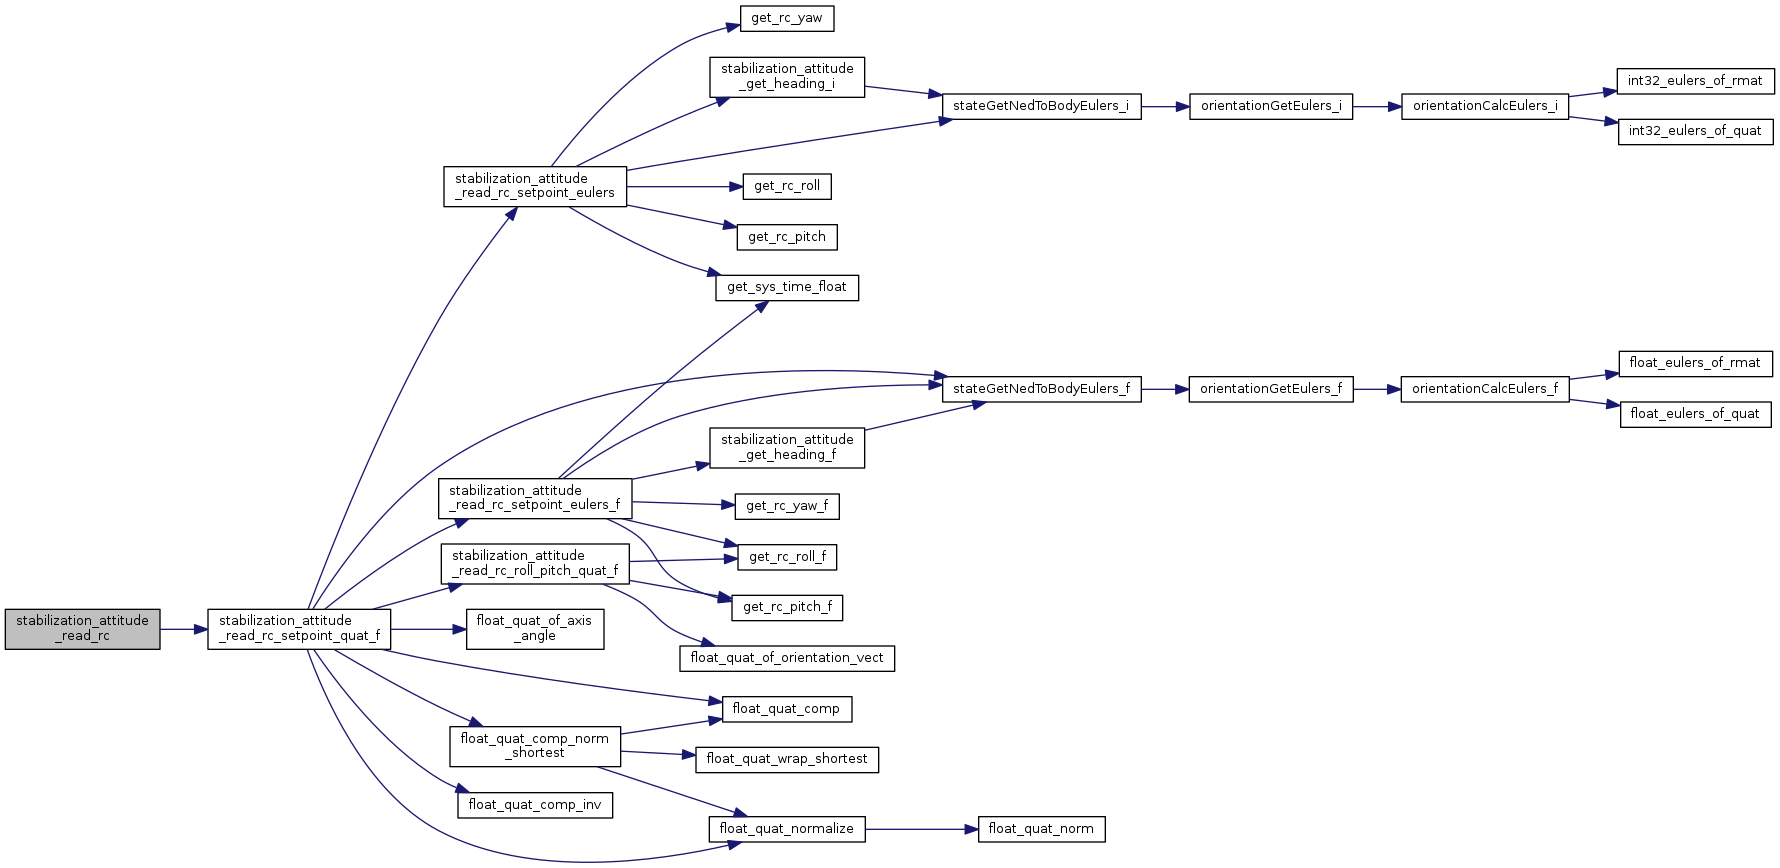 get_rc_yaw
stabilization_attitude
_get_heading_i
int32_eulers_of_rmat
stateGetNedToBodyEulers_i
orientationGetEulers_i
orientationCalcEulers_i
int32_eulers_of_quat
stabilization_attitude
_read_rc_setpoint_eulers
get_rc_roll
get_rc_pitch
get_sys_time_float
float_eulers_of_rmat
stateGetNedToBodyEulers_f
orientationGetEulers_f
orientationCalcEulers_f
float_eulers_of_quat
stabilization_attitude
_get_heading_f
stabilization_attitude
_read_rc_setpoint_eulers_f
get_rc_yaw_f
stabilization_attitude
_read_rc_roll_pitch_quat_f
get_rc_roll_f
get_rc_pitch_f
stabilization_attitude
_read_rc
stabilization_attitude
_read_rc_setpoint_quat_f
float_quat_of_axis
_angle
float_quat_of_orientation_vect
float_quat_comp
float_quat_comp_norm
_shortest
float_quat_wrap_shortest
float_quat_comp_inv
float_quat_normalize
float_quat_norm